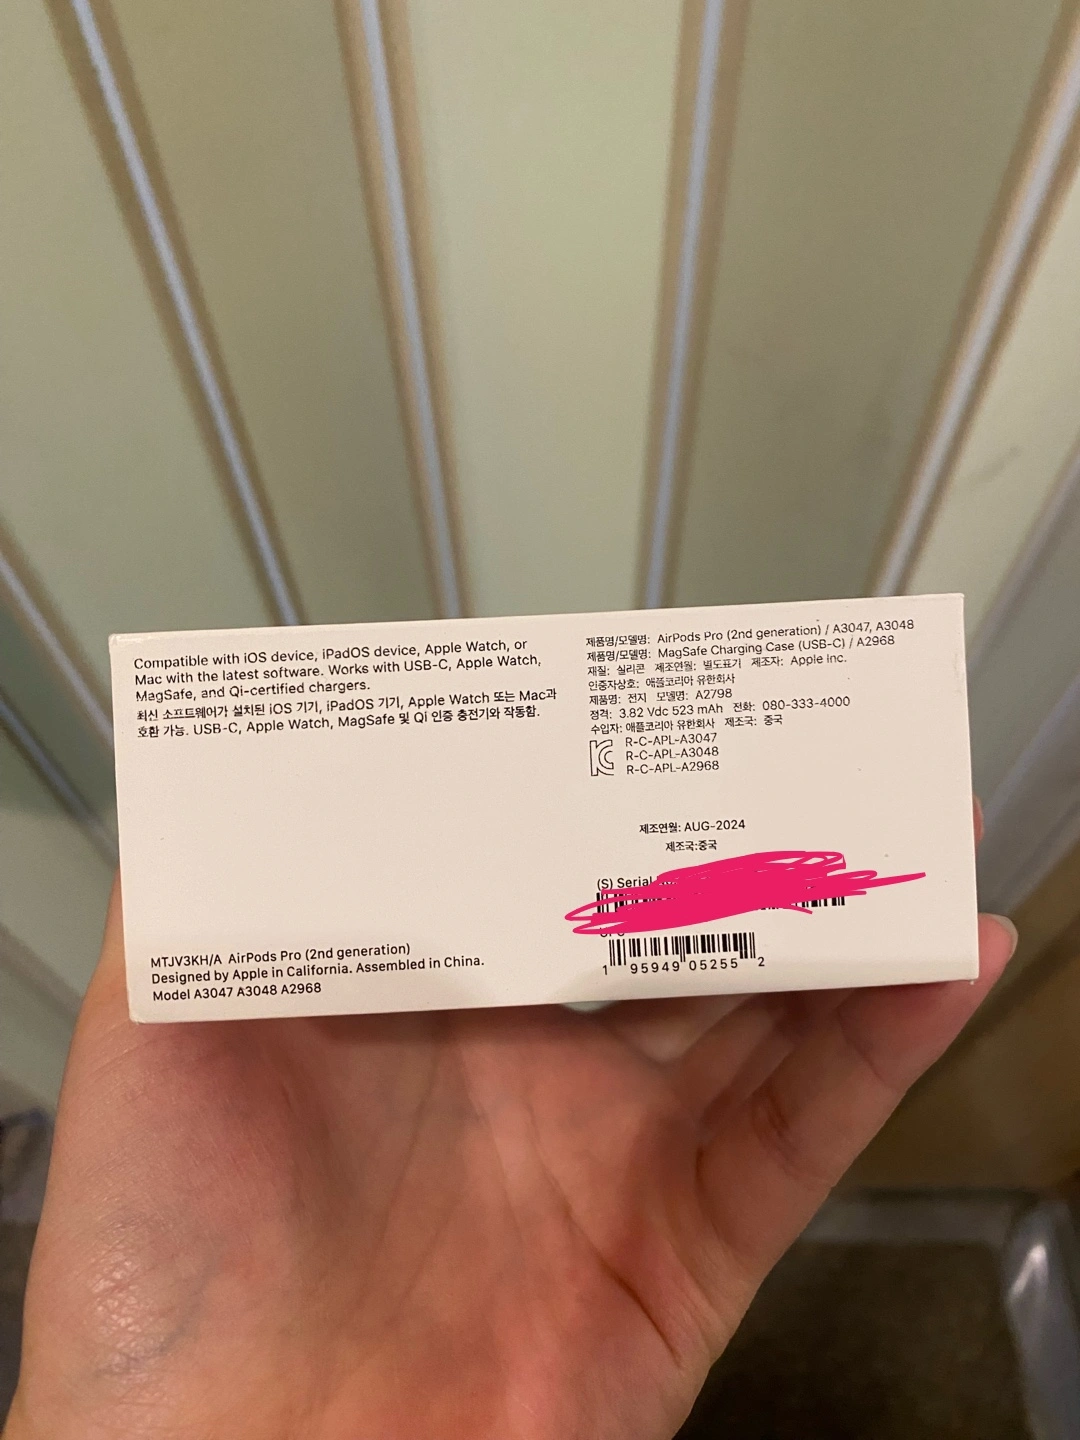 Compatible with iOS device, iPadOS device, Apple Watch, or
Mac with the latest software. Works with USB-C, Apple Watch,
MagSafe, and Qi-certified chargers.
최신 소프트웨어가 설치된 iOS 기기, iPadOS 기기, Apple Watch 또는 Mac과
호환 가능. USB-C, Apple Watch, MagSafe 및 Qi 인증 충전기와 작동함.
MTJV3KH/A AirPods Pro (2nd generation)
Designed by Apple in California. Assembled in China.
Model A3047 A3048 A2968
제품명/모델명: AirPods Pro (2nd generation) / A3047, A3048
제품명/모델명: MagSafe Charging Case (USB-C) / A2968
재질: 실리콘 제조연월: 별도표기 제조자: Apple Inc.
인증자상호: 애플코리아 유한회사
제품명: 전지 모델명: A2798
정격: 3.82 Vdc 523 mAh 전화: 080-333-4000
수입자: 애플코리아 유한회사 제조국: 중국
R-C-APL-A3047
R-C-APL-A3048
R-C-APL-A2968
제조연월: AUG-2024
제조국:중국
(S) Serial
1 95949 05255 2